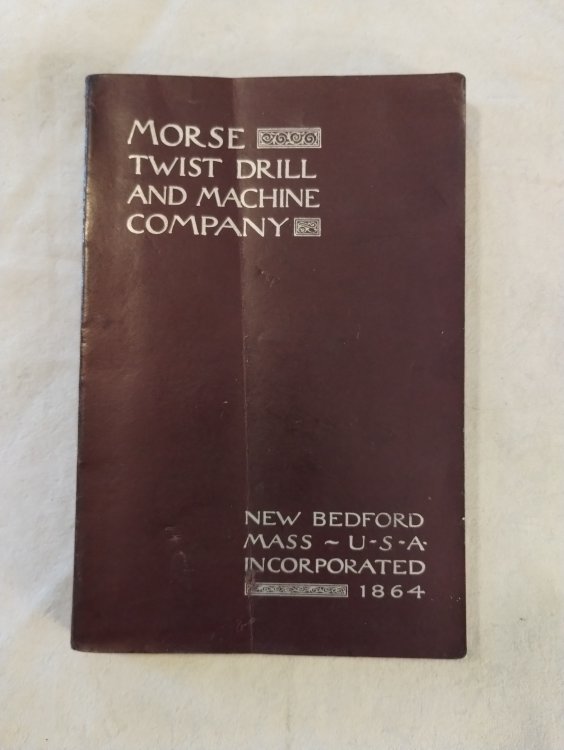 MORSE
TWIST DRILL
AND MACHINE
COMPANY
NEW BEDFORD
MASS ~ U-S-A-
INCORPORATED
1864